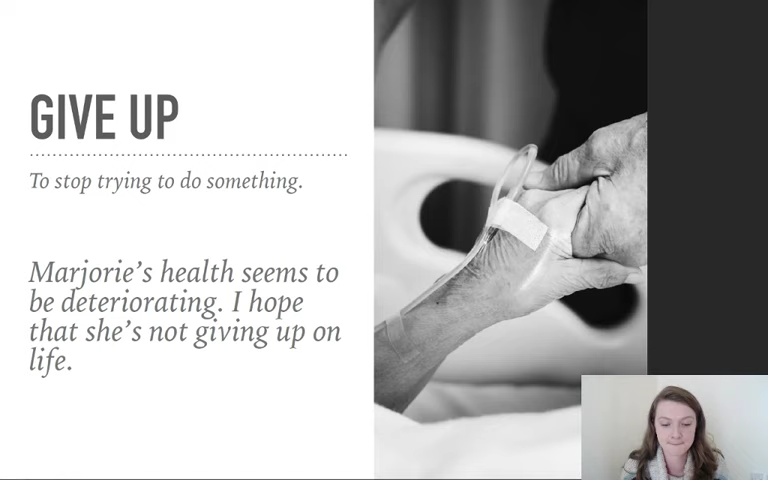 GIVE UP
To stop trying to do something.
Marjorie’s health seems to
be deteriorating. I hope
that she’s not giving up on
life.